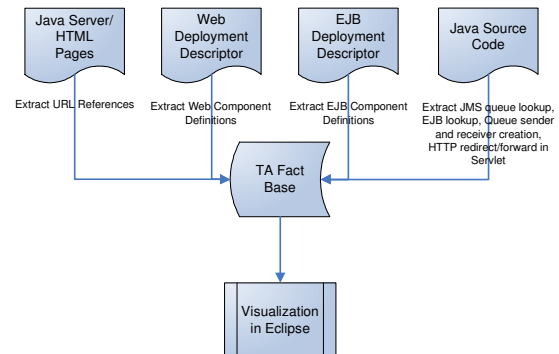 Java Server/
HTML
Pages
Web
Deployment
Descriptor
EJB
Deployment
Descriptor
Java Source
Code
Extract URL References
Extract Web Component
Definitions
Extract EJB Component
Definitions
Extract JMS queue lookup,
EJB lookup, Queue sender
and receiver creation,
HTTP redirect/forward in
Servlet
TA Fact
Base
Visualization
in Eclipse